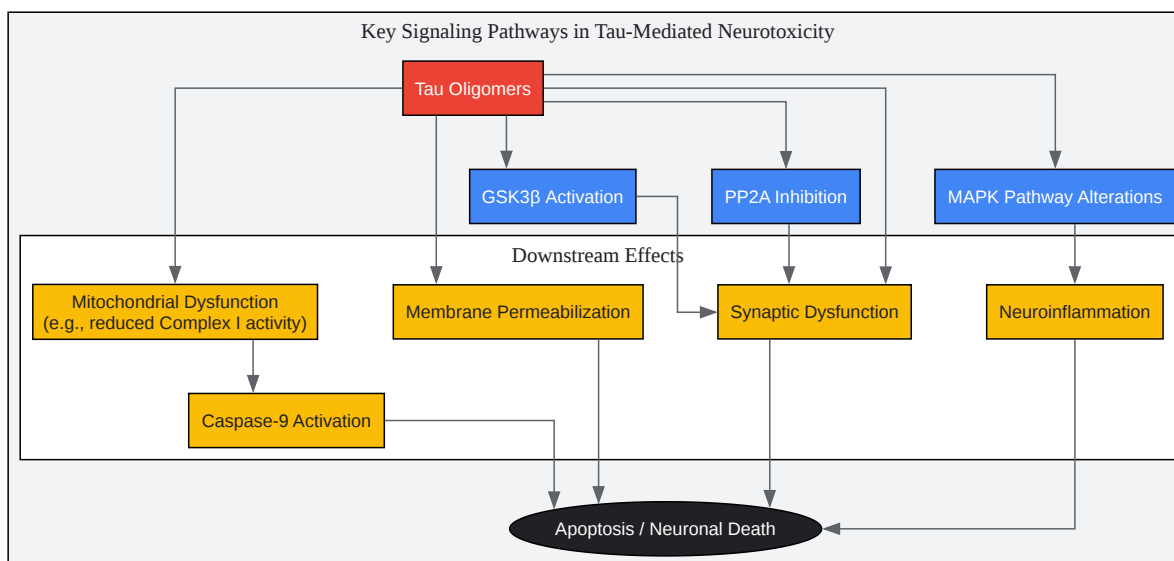 Key Signaling Pathways in Tau-Mediated Neurotoxicity
Tau Oligomers
GSK3β Activation
PP2A Inhibition
MAPK Pathway Alterations
Downstream Effects
Mitochondrial Dysfunction
(e.g., reduced Complex I activity)
Membrane Permeabilization
Synaptic Dysfunction
Neuroinflammation
Caspase-9 Activation
Apoptosis / Neuronal Death